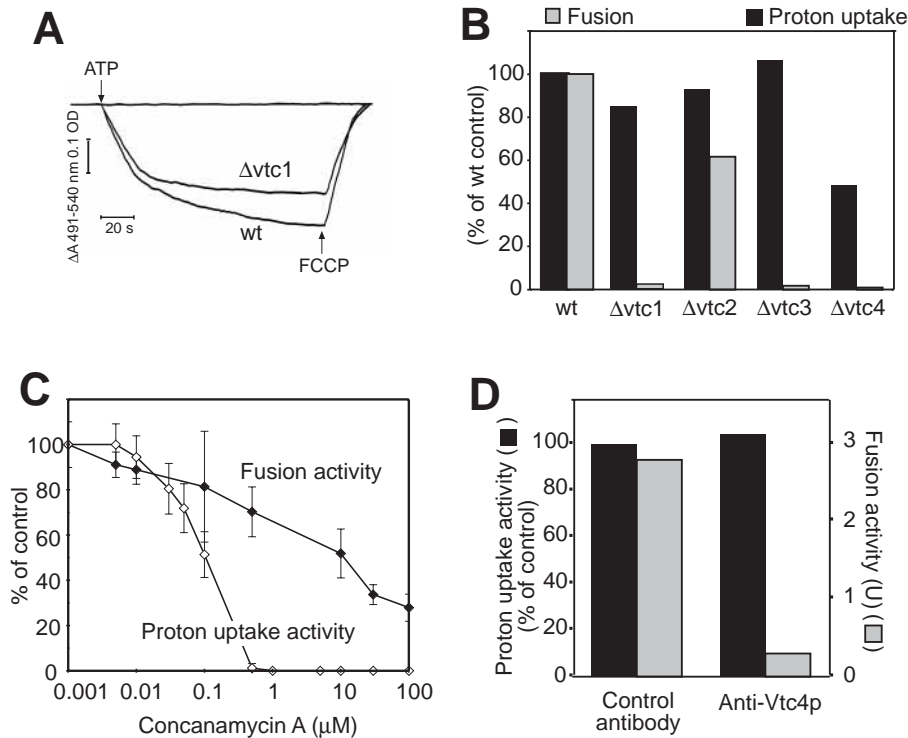 A
ATP
ΔA 491-540 nm 0.1 OD
Δvtc1
wt
20 s
FCCP
B
Fusion
Proton uptake
(% of wt control)
100
80
60
40
20
0
wt
Δvtc1
Δvtc2
Δvtc3
Δvtc4
C
% of control
100
80
60
40
20
0
Fusion activity
Proton uptake activity
0.001
0.01
0.1
1
10
100
Concanamycin A (µM)
D
Proton uptake activity ( )
(% of control)
100
80
60
40
20
0
3
2
1
0
Fusion activity (U) ( )
Control
antibody
Anti-Vtc4p